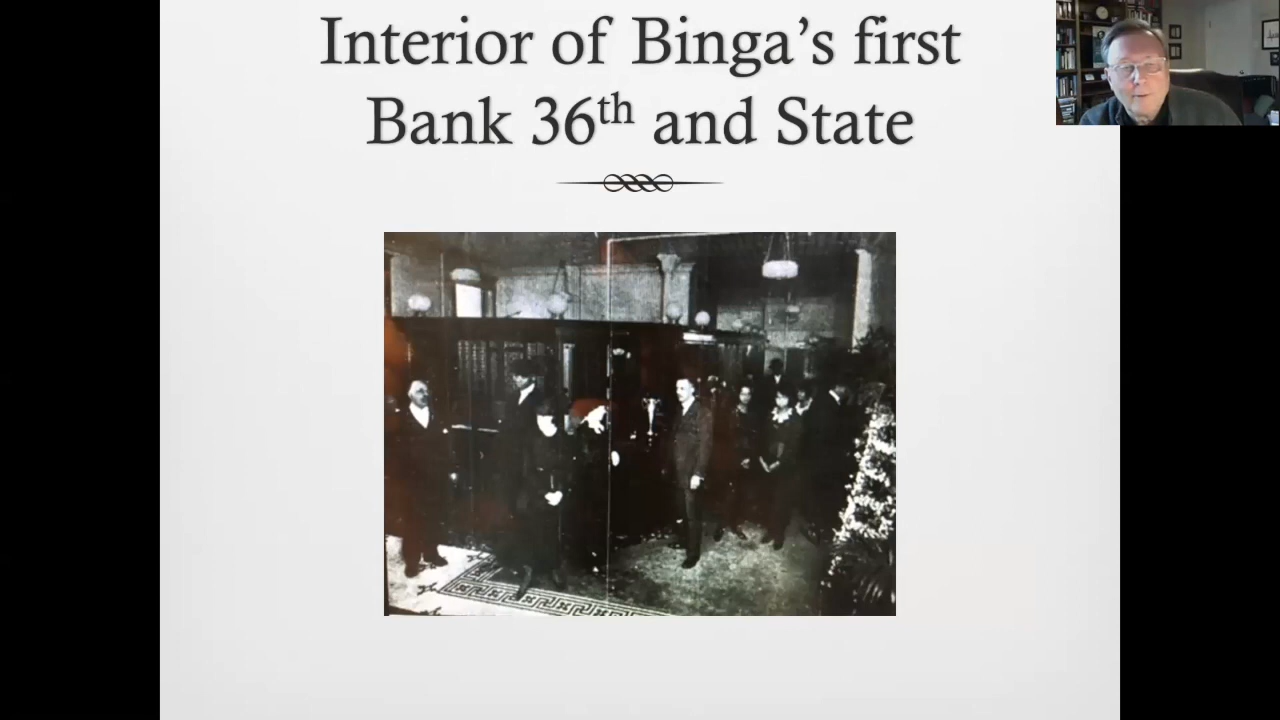 Interior of Binga’s first
Bank 36th and State